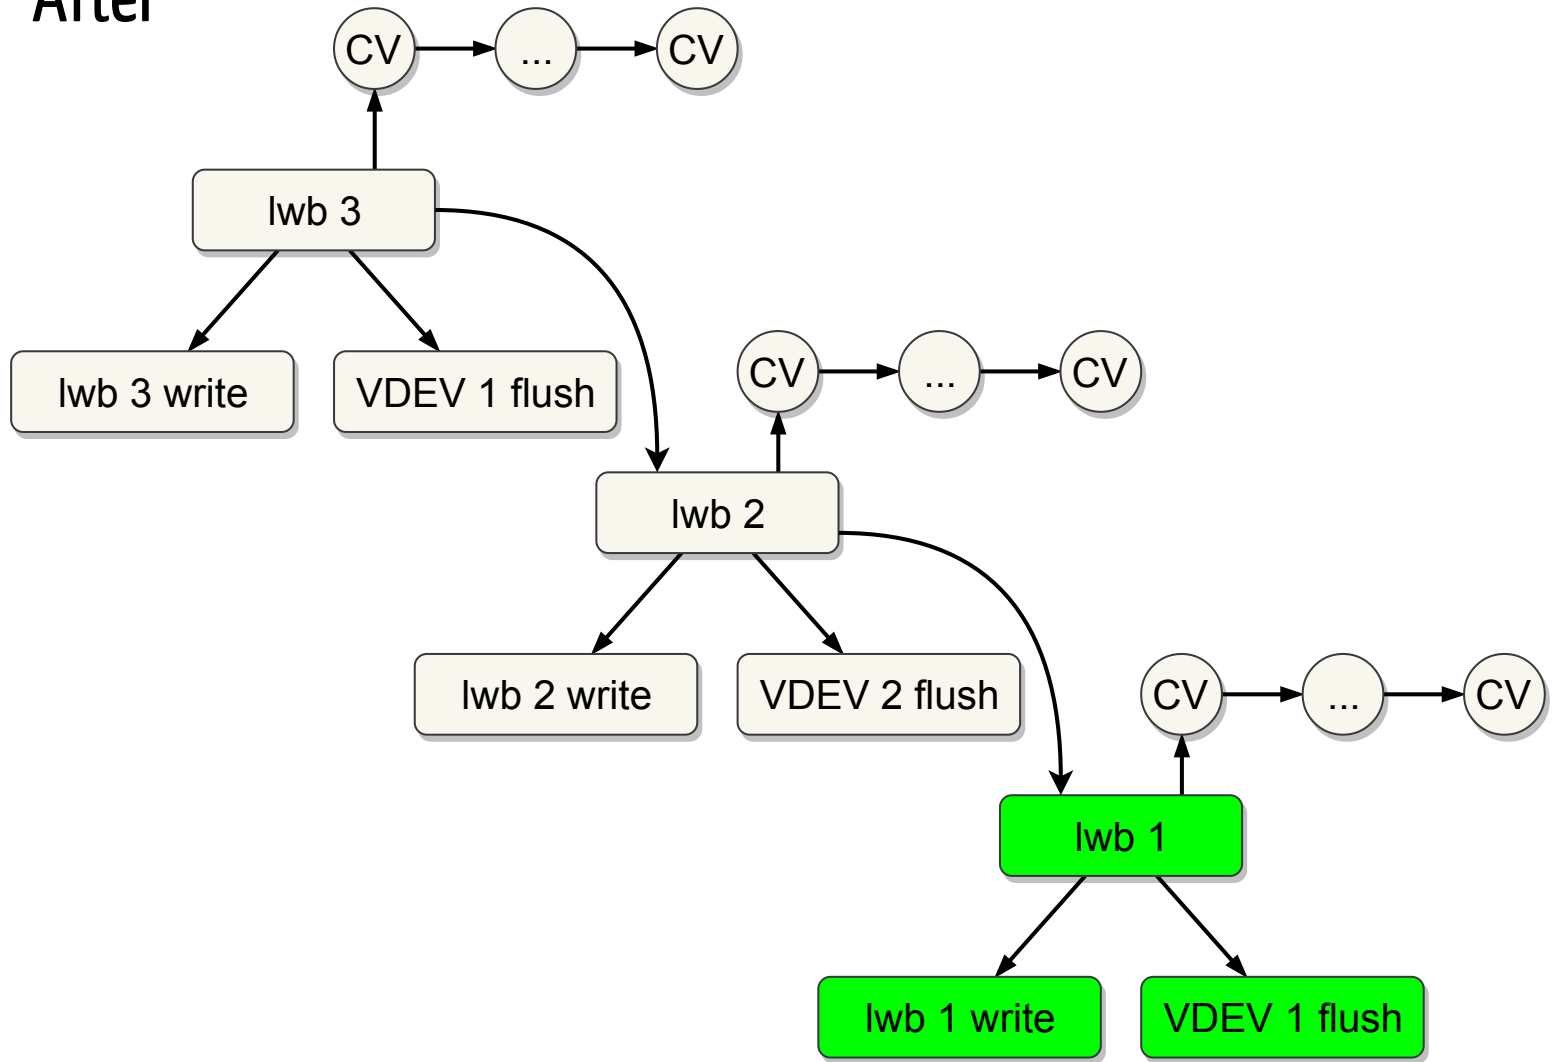 After
CV ... CV
lwb 3
lwb 3 write VDEV 1 flush
CV ... CV
lwb 2
lwb 2 write VDEV 2 flush
CV ... CV
lwb 1
lwb 1 write VDEV 1 flush